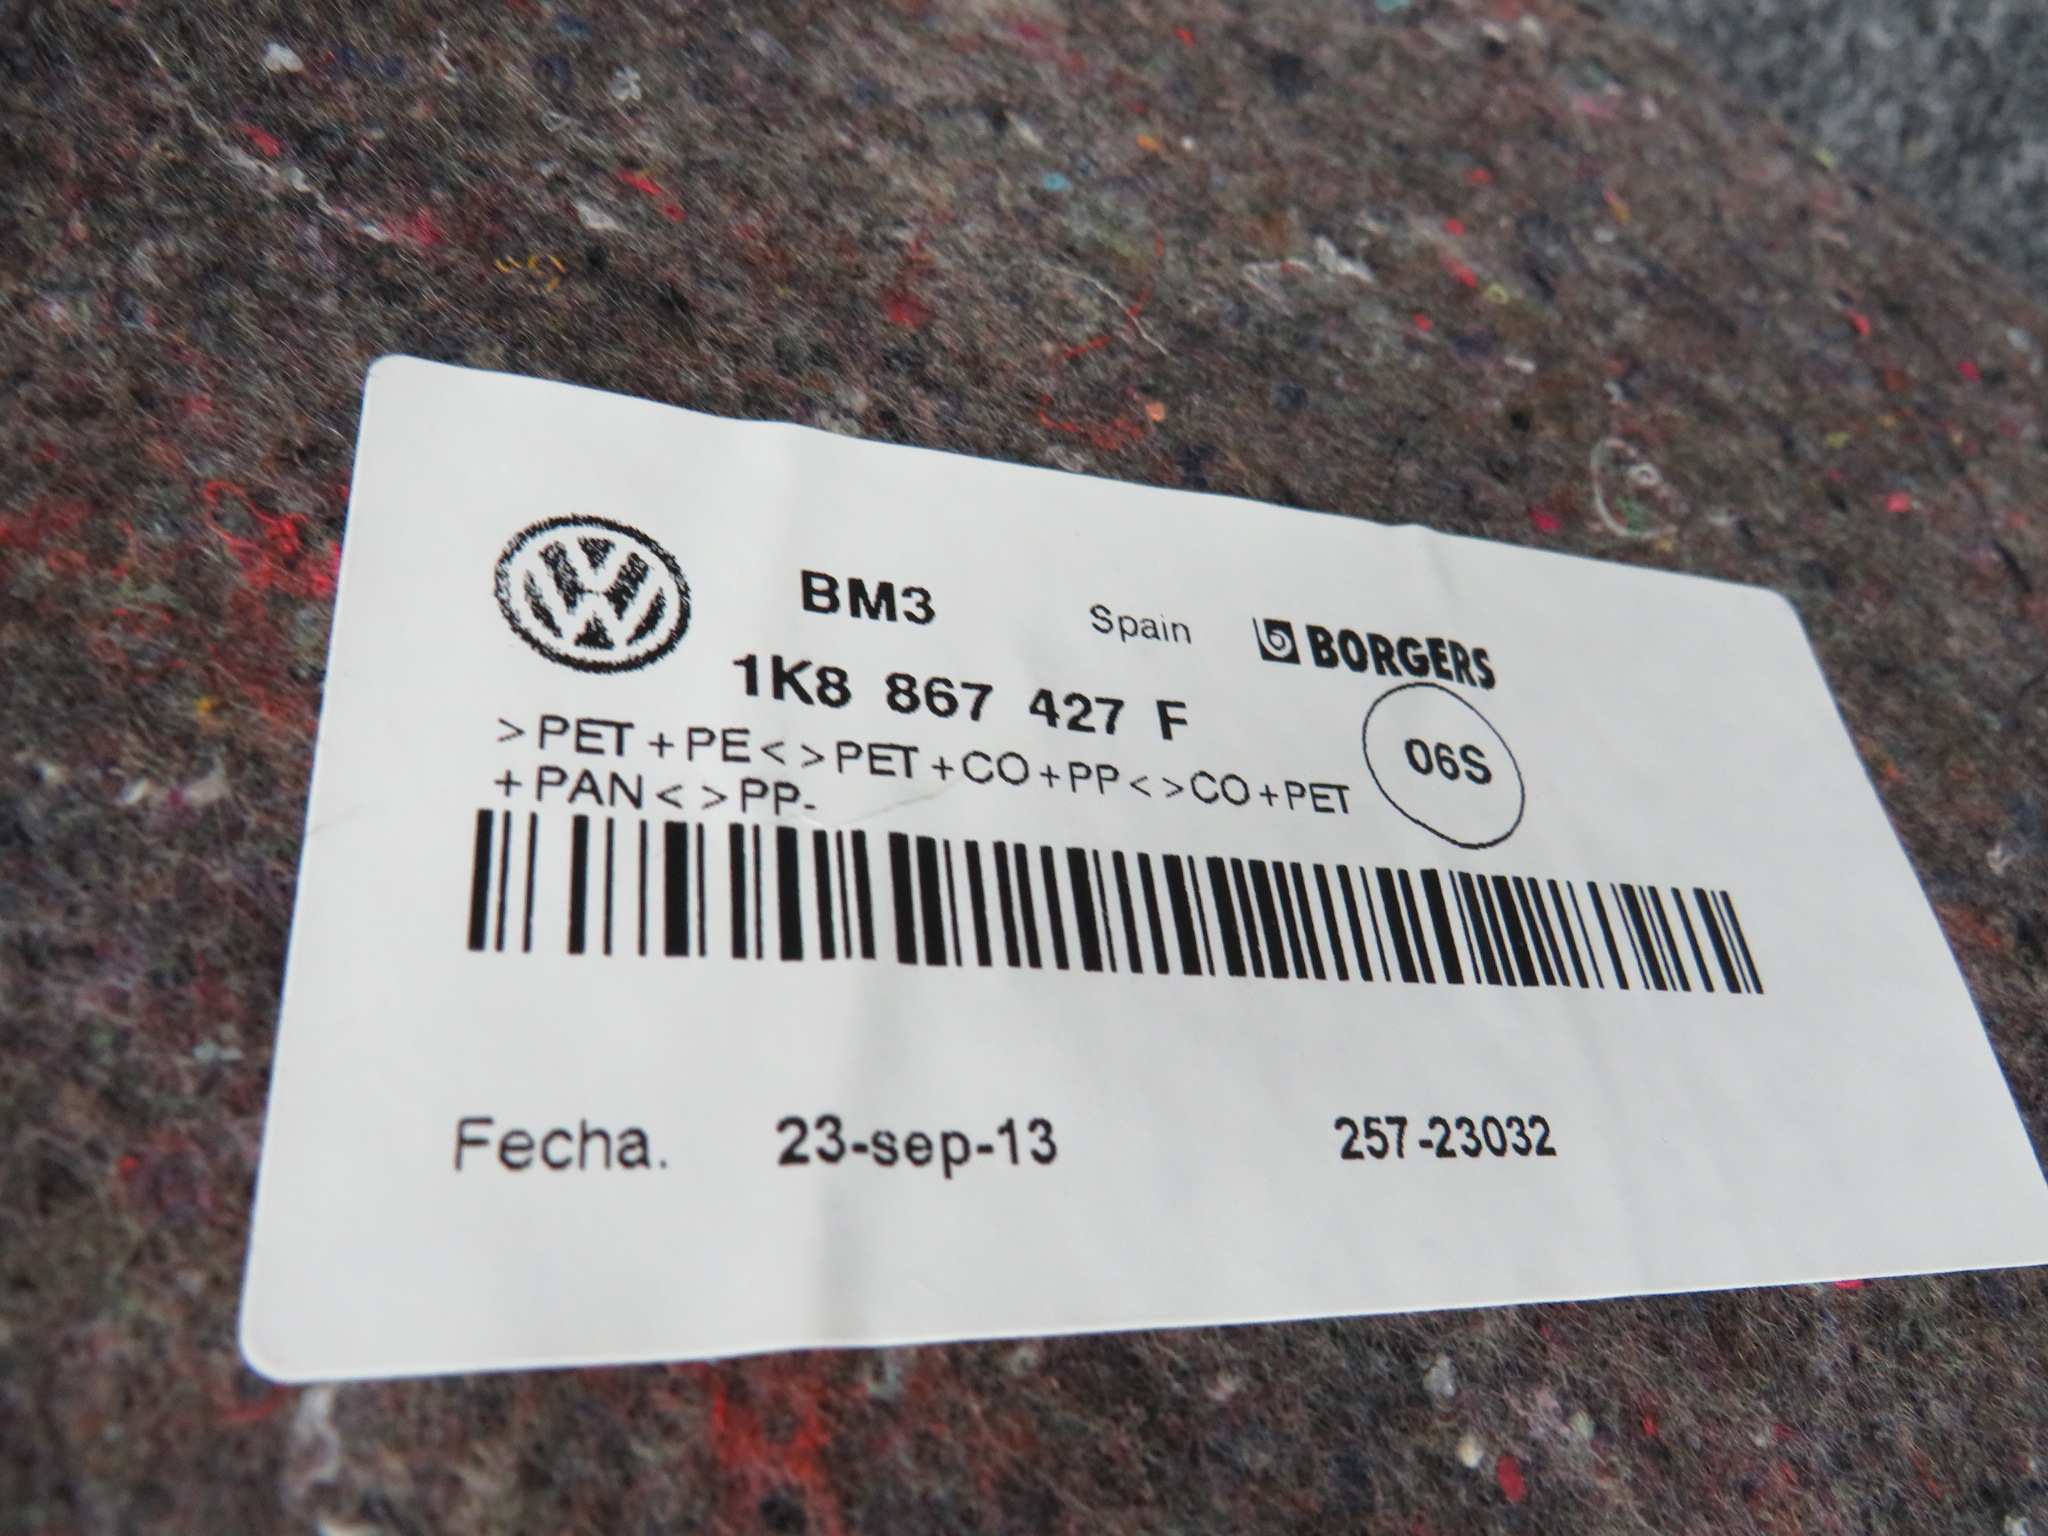 BM3 Spain BORGERS
1K8 867 427 F
>PET+PE<>PET+CO+PP<>CO+PET
+PAN<>PP-
06S
Fecha. 23-sep-13 257-23032